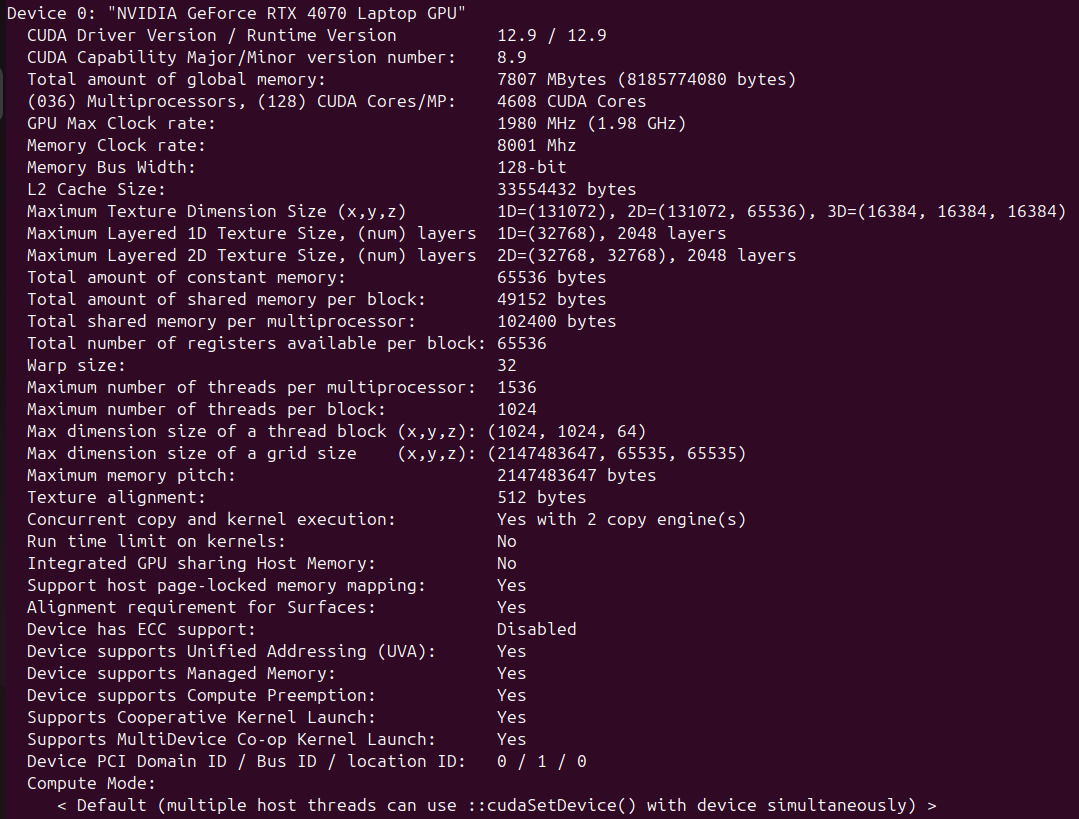 Device 0: "NVIDIA GeForce RTX 4070 Laptop GPU"
CUDA Driver Version / Runtime Version 12.9 / 12.9
CUDA Capability Major/Minor version number: 8.9
Total amount of global memory: 7807 MBytes (8185774080 bytes)
(036) Multiprocessors, (128) CUDA Cores/MP: 4608 CUDA Cores
GPU Max Clock rate: 1980 MHz (1.98 GHz)
Memory Clock rate: 8001 Mhz
Memory Bus Width: 128-bit
L2 Cache Size: 33554432 bytes
Maximum Texture Dimension Size (x,y,z) 1D=(131072), 2D=(131072, 65536), 3D=(16384, 16384, 16384)
Maximum Layered 1D Texture Size, (num) layers 1D=(32768), 2048 layers
Maximum Layered 2D Texture Size, (num) layers 2D=(32768, 32768), 2048 layers
Total amount of constant memory: 65536 bytes
Total amount of shared memory per block: 49152 bytes
Total shared memory per multiprocessor: 102400 bytes
Total number of registers available per block: 65536
Warp size: 32
Maximum number of threads per multiprocessor: 1536
Maximum number of threads per block: 1024
Max dimension size of a thread block (x,y,z): (1024, 1024, 64)
Max dimension size of a grid size (x,y,z): (2147483647, 65535, 65535)
Maximum memory pitch: 2147483647 bytes
Texture alignment: 512 bytes
Concurrent copy and kernel execution: Yes with 2 copy engine(s)
Run time limit on kernels: No
Integrated GPU sharing Host Memory: No
Support host page-locked memory mapping: Yes
Alignment requirement for Surfaces: Yes
Device has ECC support: Disabled
Device supports Unified Addressing (UVA): Yes
Device supports Managed Memory: Yes
Device supports Compute Preemption: Yes
Supports Cooperative Kernel Launch: Yes
Supports MultiDevice Co-op Kernel Launch: Yes
Device PCI Domain ID / Bus ID / location ID: 0 / 1 / 0
Compute Mode:
< Default (multiple host threads can use ::cudaSetDevice() with device simultaneously) >